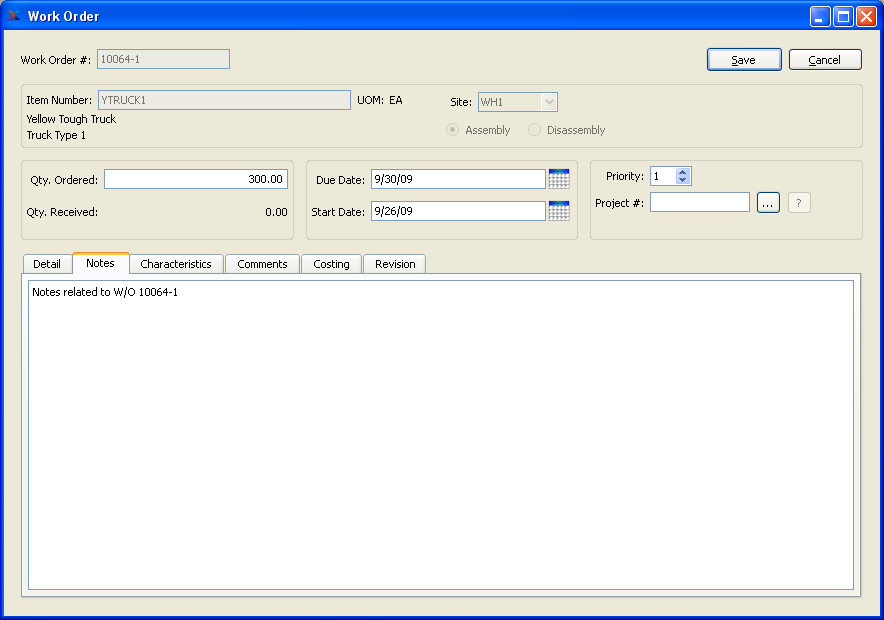 Work Order
Work Order #: 10064-1 Save Cancel
Item Number: YTRUCK1 UOM: EA Site: WH1
Yellow Tough Truck
Truck Type 1
Assembly Disassembly
Qty. Ordered: 300.00 Due Date: 9/30/09 Priority: 1
Qty. Received: 0.00 Start Date: 9/26/09 Project #: ... ?
Detail Notes Characteristics Comments Costing Revision
Notes related to W/O 10064-1